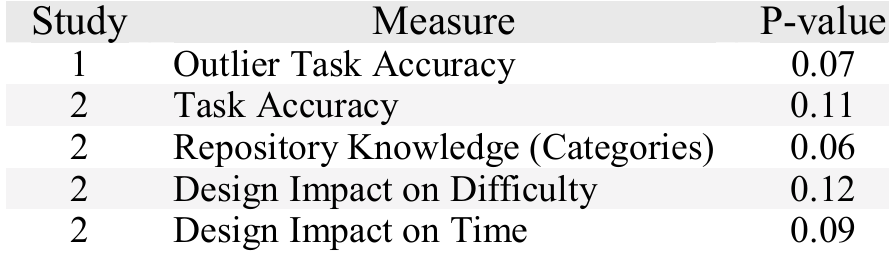 Study Measure P-value
1 Outlier Task Accuracy 0.07
2 Task Accuracy 0.11
2 Repository Knowledge (Categories) 0.06
2 Design Impact on Difficulty 0.12
2 Design Impact on Time 0.09